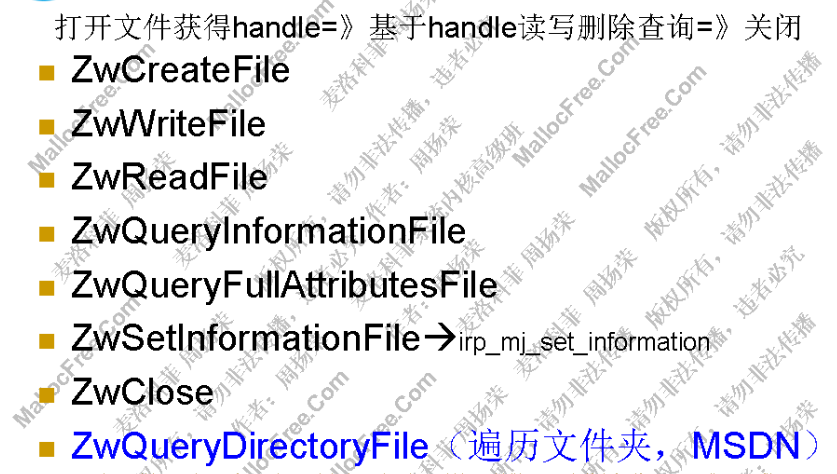 打开文件获得handle=》基于handle读写删除查询=》关闭
ZwCreateFile
ZwWriteFile
ZwReadFile
ZwQueryInformationFile
ZwQueryFullAttributesFile
ZwSetInformationFile→irp_mj_set_information
ZwClose
ZwQueryDirectoryFile（遍历文件夹，MSDN）